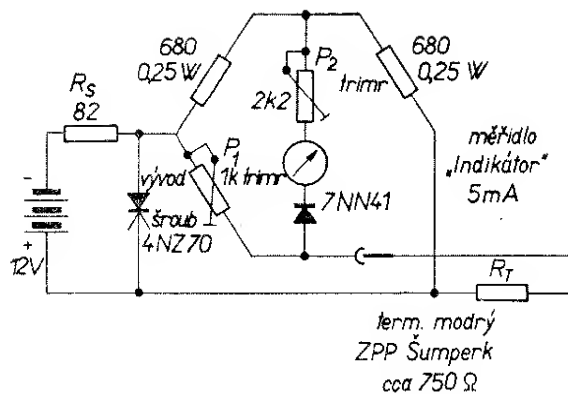 680
0,25 W
P2
680
0,25 W
2k2
trimr
RS
82
měřidlo
„Indikátor"
5mA
P1
1k trimr
vývod
šroub
4NZ70
7NN41
-
+
12V
RT
term. modrý
ZPP Šumperk
cca 750 Ω